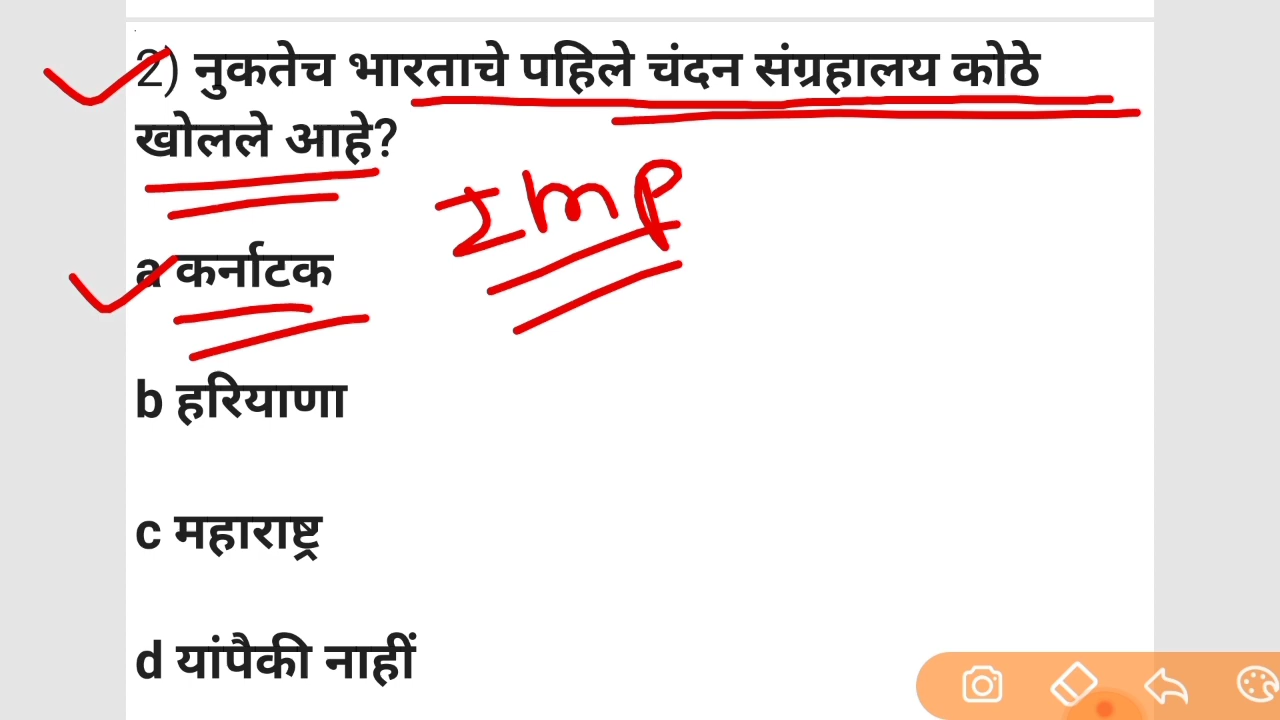 2) नुकतेच भारताचे पहिले चंदन संग्रहालय कोठे
खोलले आहे?
Imp
a कर्नाटक
b हरियाणा
c महाराष्ट्र
d यांपैकी नाहीं